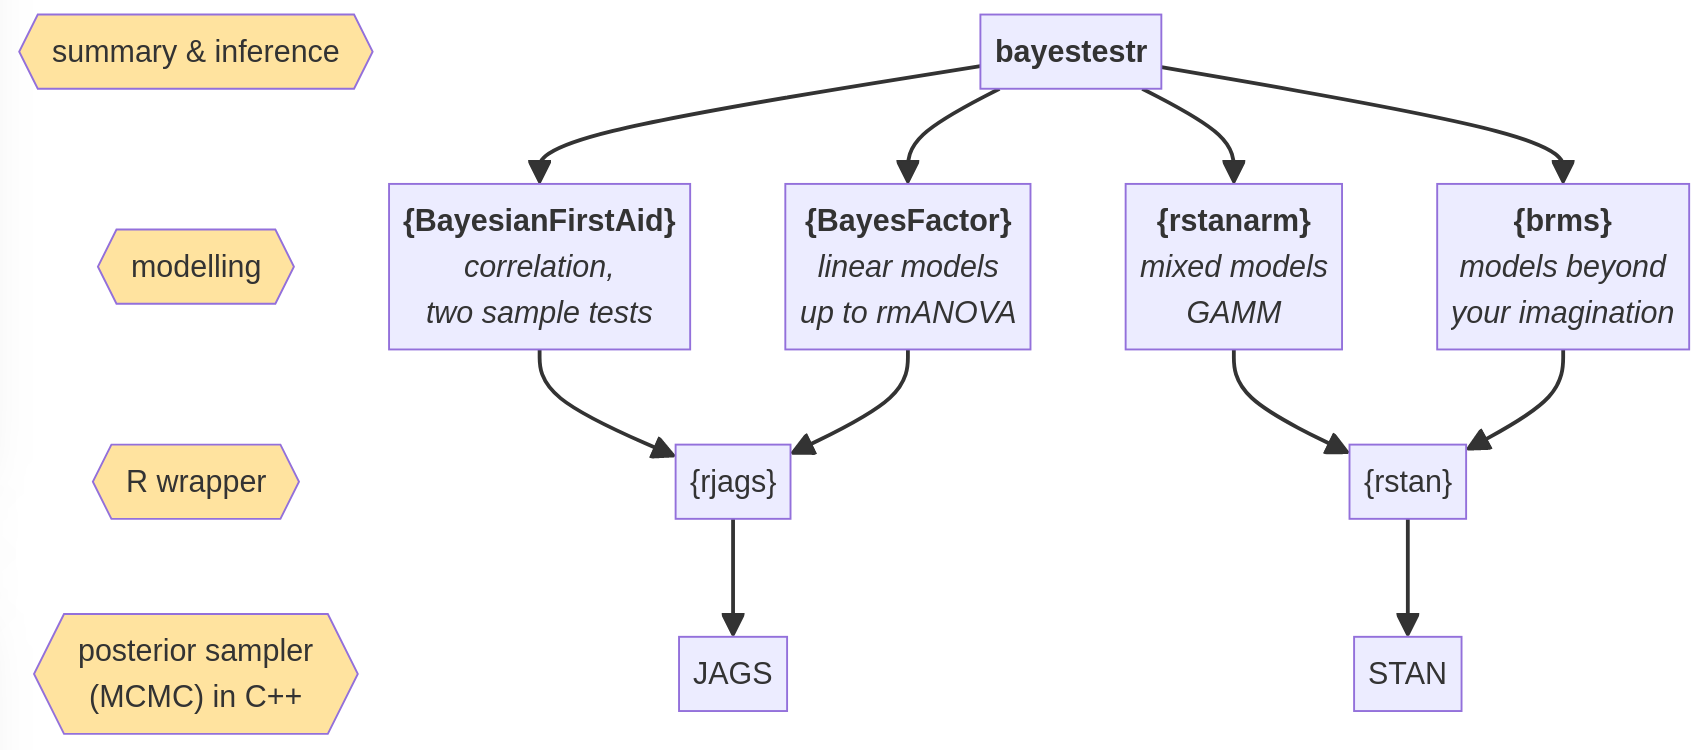 summary & inference
bayestestr
modelling
{BayesianFirstAid}
correlation,
two sample tests
{BayesFactor}
linear models
up to rmANOVA
{rstanarm}
mixed models
GAMM
{brms}
models beyond
your imagination
R wrapper
{rjags}
{rstan}
posterior sampler
(MCMC) in C++
JAGS
STAN